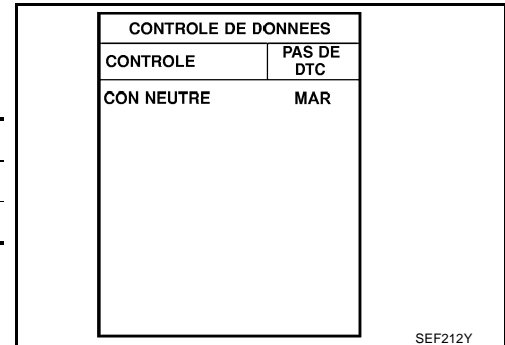 CONTROLE DE DONNEES
CONTROLE PAS DE DTC
CON NEUTRE MAR
SEF212Y